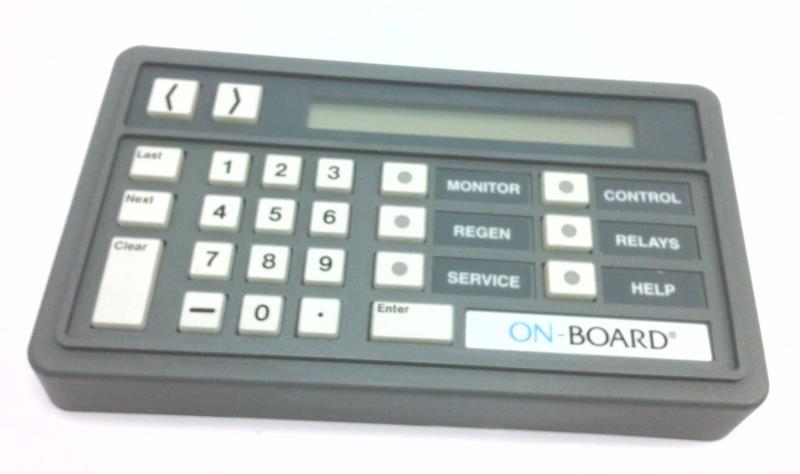 < >
Last 1 2 3 MONITOR CONTROL
Next 4 5 6 REGEN RELAYS
Clear 7 8 9 SERVICE HELP
— 0 . Enter ON-BOARD®